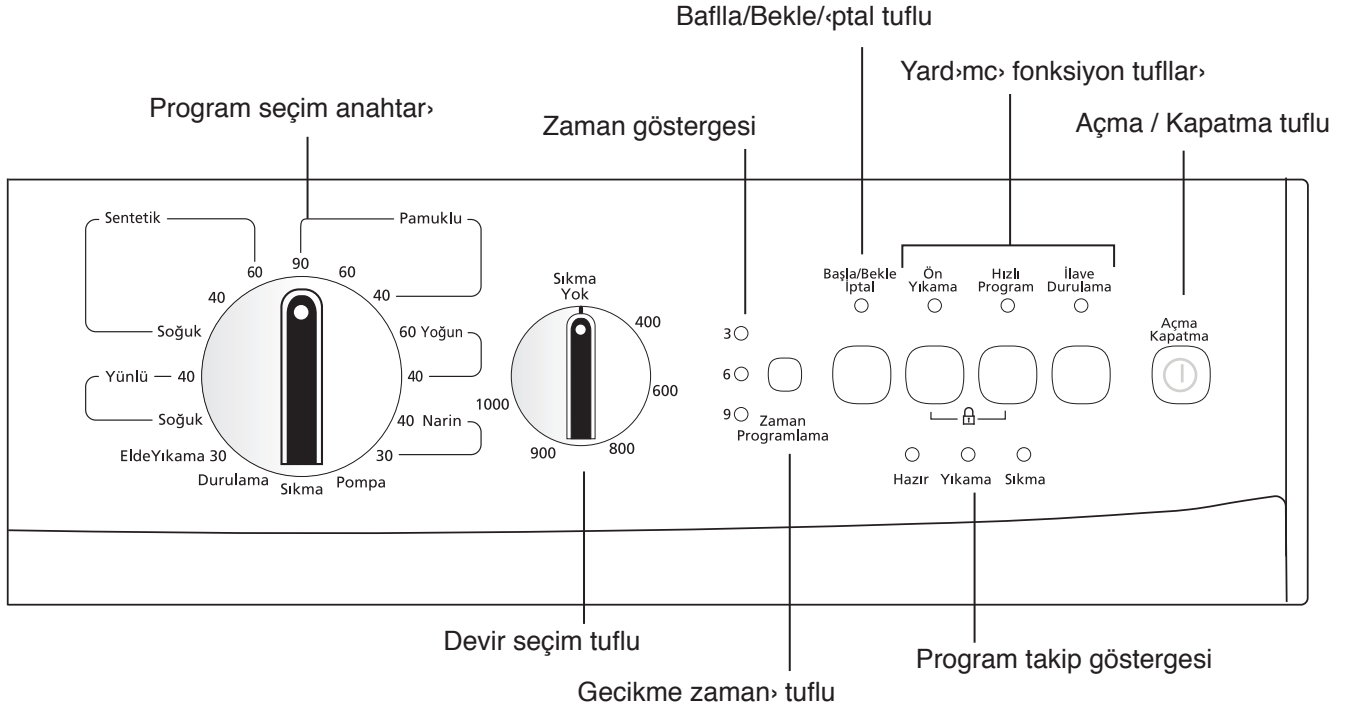 Bafllla/Bekle/‹ptal tuflu
Yard›mc› fonksiyon tufllar›
Program seçim anahtar›
Zaman göstergesi
Açma / Kapatma tuflu
Sentetik
Pamuklu
90
60
60
40
40
Soğuk
60 Yoğun
Yünlü
40
40
Soğuk
40 Narin
EldeYıkama 30
30
Durulama
Sıkma
Pompa
Sıkma
Yok
400
600
800
900
1000
3
6
9
Zaman
Programlama
Başla/Bekle
İptal
Ön
Yıkama
Hızlı
Program
İlave
Durulama
Açma
Kapatma
Hazır
Yıkama
Sıkma
Devir seçim tuflu
Program takip göstergesi
Gecikme zaman› tuflu